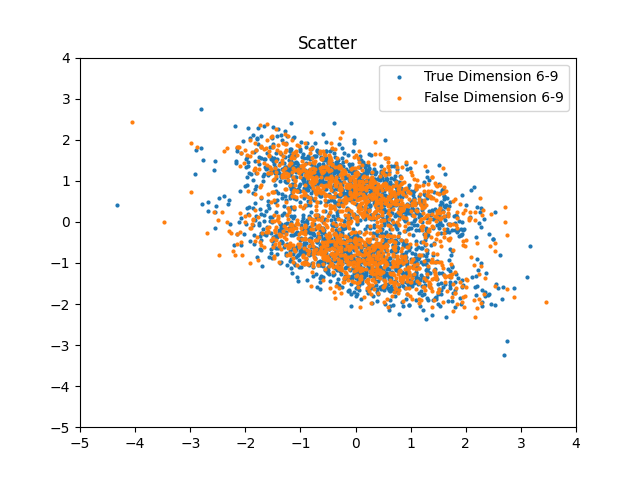 Scatter
True Dimension 6-9
False Dimension 6-9
4
3
2
1
0
−1
−2
−3
−4
−5
−5 −4 −3 −2 −1 0 1 2 3 4